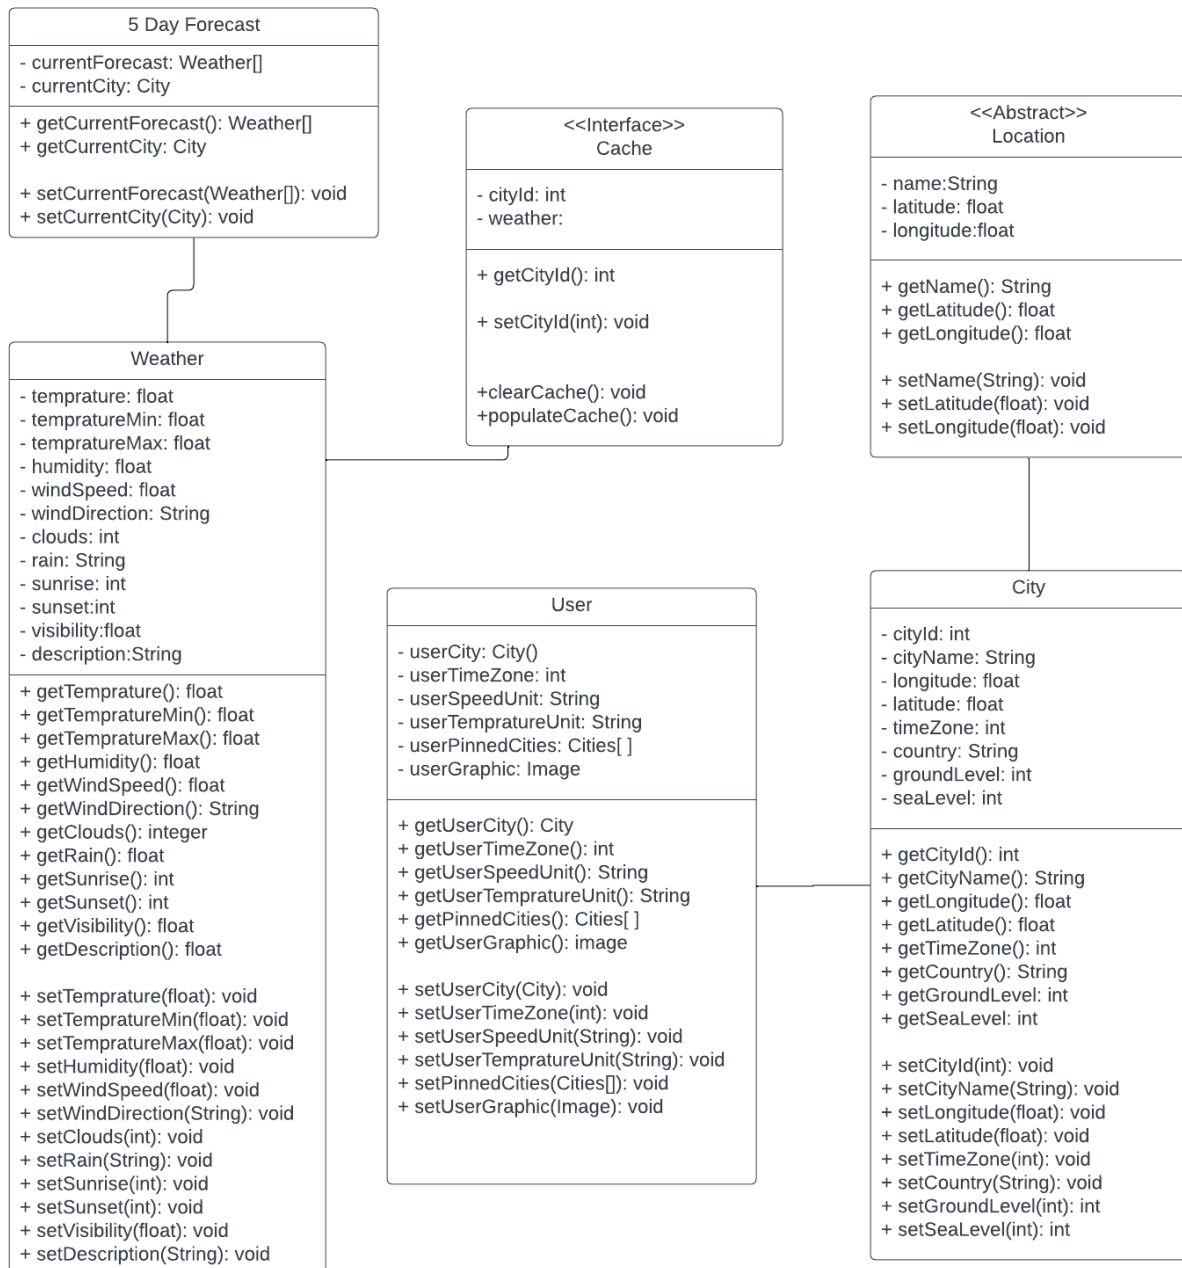 5 Day Forecast
- currentForecast: Weather[]
- currentCity: City
+ getCurrentForecast(): Weather[]
+ getCurrentCity: City
+ setCurrentForecast(Weather[]): void
+ setCurrentCity(City): void
<<Interface>>
Cache
- cityId: int
- weather:
+ getCityId(): int
+ setCityId(int): void
+clearCache(): void
+populateCache(): void
<<Abstract>>
Location
- name:String
- latitude: float
- longitude:float
+ getName(): String
+ getLatitude(): float
+ getLongitude(): float
+ setName(String): void
+ setLatitude(float): void
+ setLongitude(float): void
Weather
- temprature: float
- tempratureMin: float
- tempratureMax: float
- humidity: float
- windSpeed: float
- windDirection: String
- clouds: int
- rain: String
- sunrise: int
- sunset:int
- visibility:float
- description:String
+ getTemprature(): float
+ getTempratureMin(): float
+ getTempratureMax(): float
+ getHumidity(): float
+ getWindSpeed(): float
+ getWindDirection(): String
+ getClouds(): integer
+ getRain(): float
+ getSunrise(): int
+ getSunset(): int
+ getVisibility(): float
+ getDescription(): float
+ setTemprature(float): void
+ setTempratureMin(float): void
+ setTempratureMax(float): void
+ setHumidity(float): void
+ setWindSpeed(float): void
+ setWindDirection(String): void
+ setClouds(int): void
+ setRain(String): void
+ setSunrise(int): void
+ setSunset(int): void
+ setVisibility(float): void
+ setDescription(String): void
User
- userCity: City()
- userTimeZone: int
- userSpeedUnit: String
- userTempratureUnit: String
- userPinnedCities: Cities[ ]
- userGraphic: Image
+ getUserCity(): City
+ getUserTimeZone(): int
+ getUserSpeedUnit(): String
+ getUserTempratureUnit(): String
+ getPinnedCities(): Cities[ ]
+ getUserGraphic(): image
+ setUserCity(City): void
+ setUserTimeZone(int): void
+ setUserSpeedUnit(String): void
+ setUserTempratureUnit(String): void
+ setPinnedCities(Cities[]): void
+ setUserGraphic(Image): void
City
- cityId: int
- cityName: String
- longitude: float
- latitude: float
- timeZone: int
- country: String
- groundLevel: int
- seaLevel: int
+ getCityId(): int
+ getCityName(): String
+ getLongitude(): float
+ getLatitude(): float
+ getTimeZone(): int
+ getCountry(): String
+ getGroundLevel: int
+ getSeaLevel: int
+ setCityId(int): void
+ setCityName(String): void
+ setLongitude(float): void
+ setLatitude(float): void
+ setTimeZone(int): void
+ setCountry(String): void
+ setGroundLevel(int): int
+ setSeaLevel(int): int